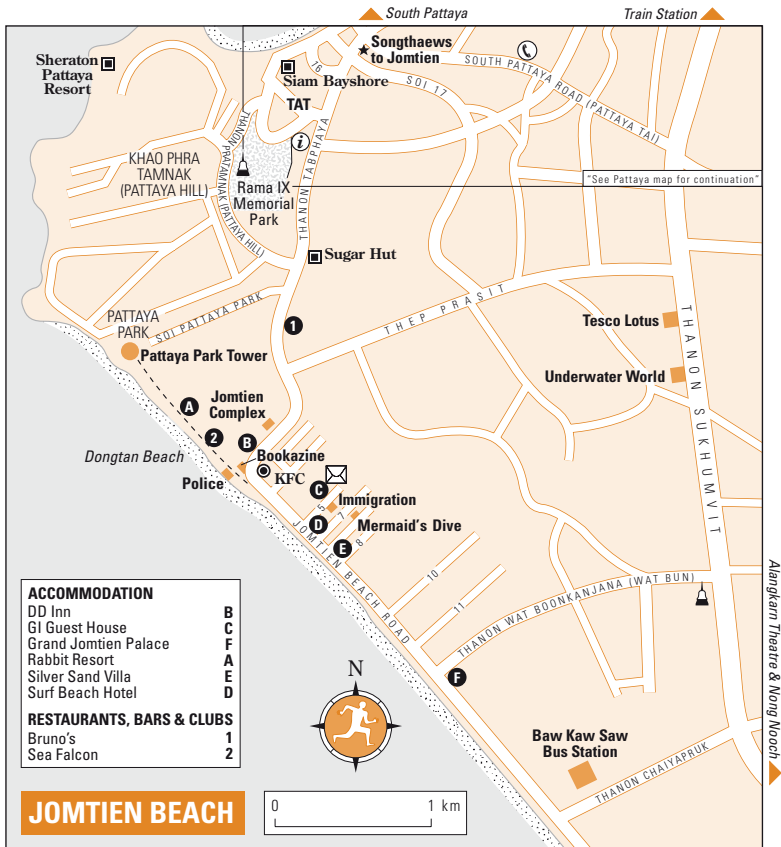 South Pattaya
Train Station
Sheraton
Pattaya
Resort
Songthaews
to Jomtien
SOUTH PATTAYA ROAD (PATTAYA TAI)
16
SOI 17
Siam Bayshore
TAT
i
THANON PRATAMNAK (PATTAYA HILL)
THANON TABPHAYA
KHAO PHRA
TAMNAK
(PATTAYA HILL)
Rama IX
Memorial
Park
"See Pattaya map for continuation"
Sugar Hut
SOI PATTAYA PARK
PATTAYA
PARK
1
THEP PRASIT
Tesco Lotus
THANON SUKHUMVIT
Pattaya Park Tower
Underwater World
A
Jomtien
Complex
2
B
Dongtan Beach
Bookazine
KFC
Police
C
5
Immigration
D
7
Mermaid's Dive
E
8
JOMTIEN BEACH ROAD
10
11
THANON WAT BOONKANJANA (WAT BUN)
Alangkarn Theatre & Nong Nooch
F
ACCOMMODATION
DD Inn B
GI Guest House C
Grand Jomtien Palace F
Rabbit Resort A
Silver Sand Villa E
Surf Beach Hotel D
RESTAURANTS, BARS & CLUBS
Bruno's 1
Sea Falcon 2
N
Baw Kaw Saw
Bus Station
THANON CHAIYAPRUK
JOMTIEN BEACH
0 1 km